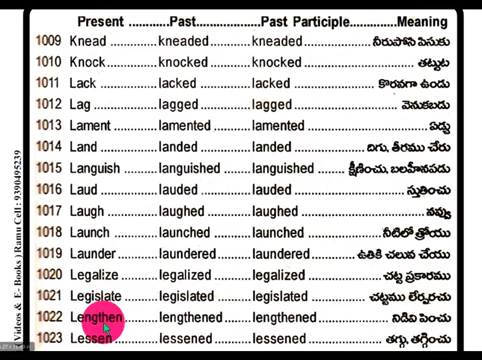 Present ............Past................Past Participle...............Meaning
1009 Knead ............kneaded ...........kneaded ................ నీరుపోసి పిసుకు
1010 Knock ............knocked ...........knocked .......................... తట్టుట
1011 Lack ...............lacked .............lacked .................... కొరవగా ఉండు
1012 Lag .................lagged .............lagged ......................... వెనుకబడు
1013 Lament ...........lamented .........lamented ............................... ఏడ్చు
1014 Land ...............landed .............landed ............ దిగు, తీరము చేరు
1015 Languish ........languished .....languished ....... క్షీణించు, బలహీనపడు
1016 Laud ...............lauded .............lauded ............................ స్తుతించు
1017 Laugh .............laughed ...........laughed ................................ నవ్వు
1018 Launch ...........launched .........launched .................. నీటిలో త్రోయు
1019 Launder .........laundered .......laundered ........ ఉతికి చలువ చేయు
1020 Legalize .........legalized .........legalized ................ చట్ట ప్రకారము
1021 Legislate ........legislated ........legislated ............ చట్టము లేర్పరచు
1022 Lengthen ........lengthened .....lengthened ................. నిడివి పెంచు
1023 Lessen ...........lessened .........lessened ................. తగ్గు, తగ్గించు
Videos & E- Books ) Ramu Cell : 9390495239